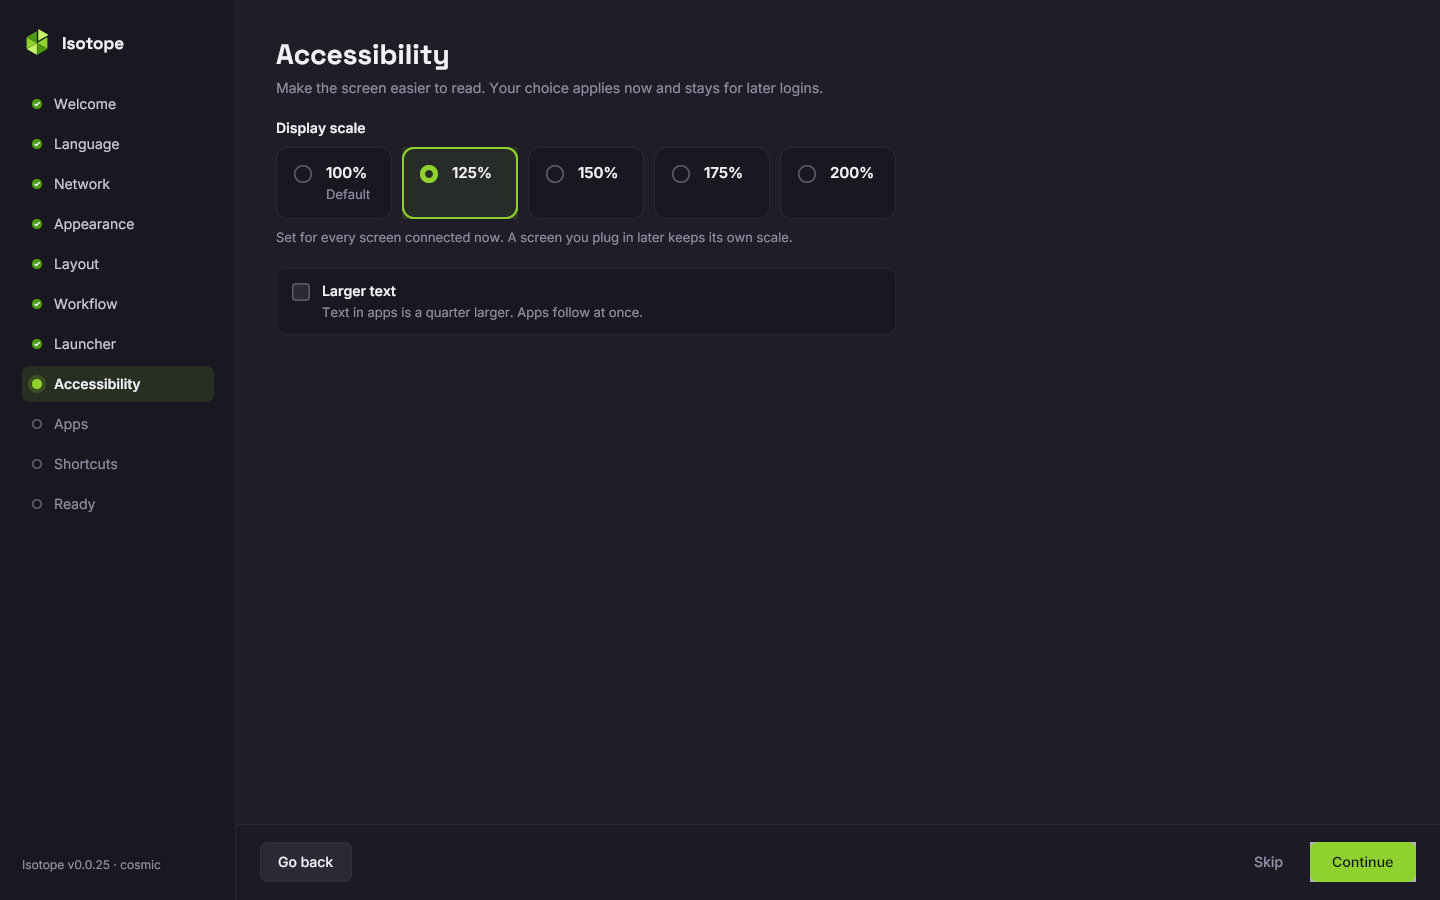 Isotope
Welcome
Language
Network
Appearance
Layout
Workflow
Launcher
Accessibility
Apps
Shortcuts
Ready
Isotope v0.0.25 · cosmic
Accessibility
Make the screen easier to read. Your choice applies now and stays for later logins.
Display scale
100%
Default
125%
150%
175%
200%
Set for every screen connected now. A screen you plug in later keeps its own scale.
Larger text
Text in apps is a quarter larger. Apps follow at once.
Go back
Skip
Continue